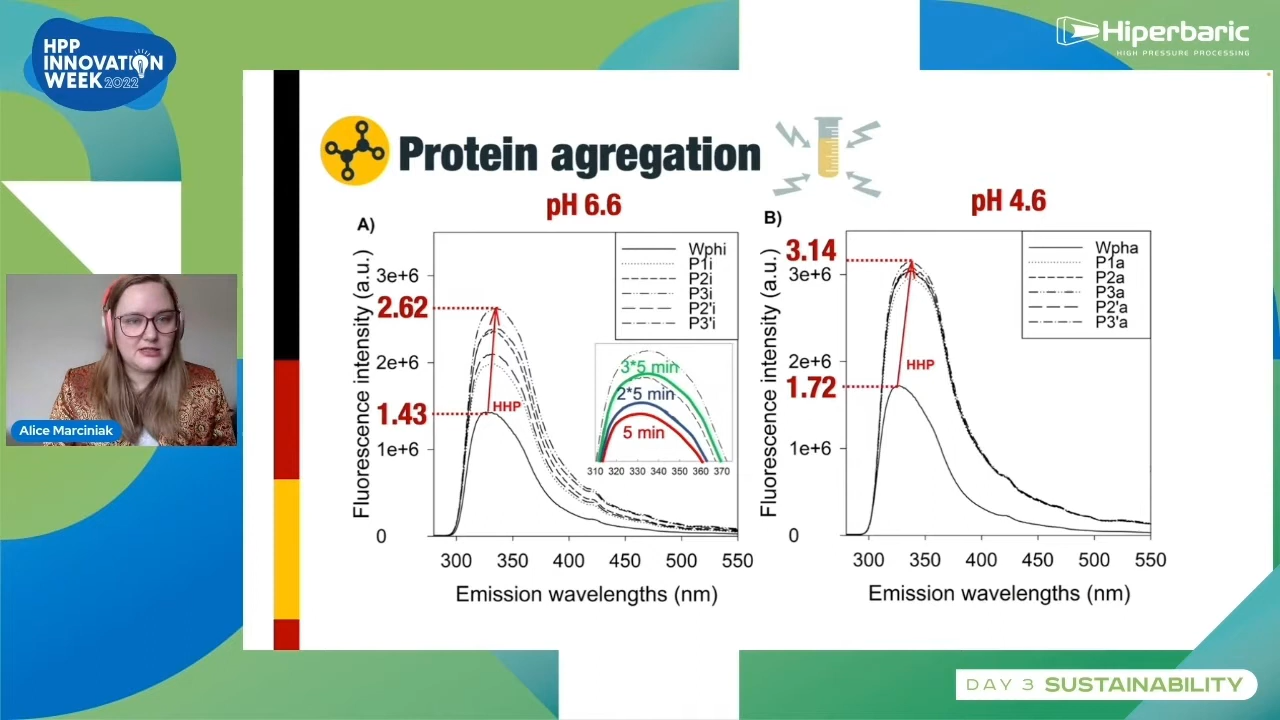 HPP
INNOVATION
WEEK 2022
Hiperbaric
HIGH PRESSURE PROCESSING
Protein agregation
pH 6.6
pH 4.6
A)
Fluorescence intensity (a.u.)
3e+6
2.62
2e+6
1.43
1e+6
0
HHP
Wphi
P1i
P2i
P3i
P2'i
P3'i
3*5 min
2*5 min
5 min
310 320 330 340 350 360 370
300 350 400 450 500 550
Emission wavelengths (nm)
B)
Fluorescence intensity (a.u.)
3.14
3e+6
2e+6
1.72
1e+6
0
HHP
Wpha
P1a
P2a
P3a
P2'a
P3'a
300 350 400 450 500 550
Emission wavelengths (nm)
Alice Marciniak
DAY 3 SUSTAINABILITY